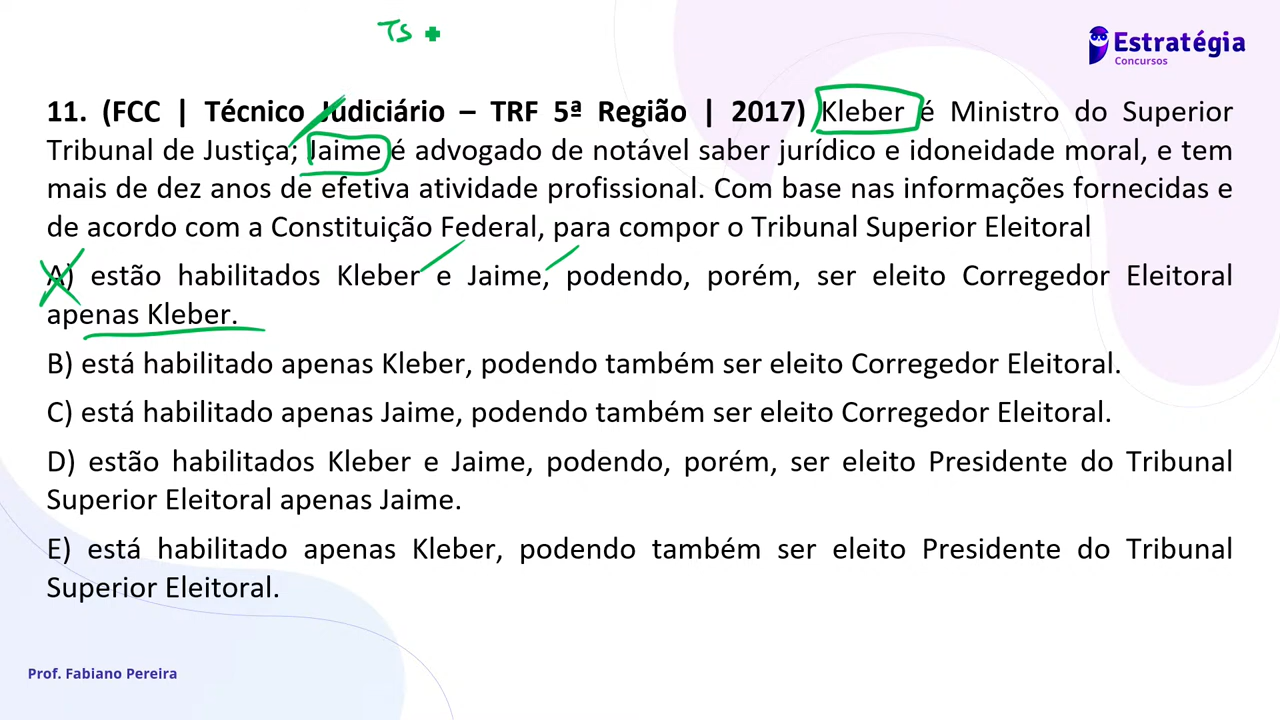 TS
Estratégia
Concursos
11. (FCC | Técnico Judiciário – TRF 5ª Região | 2017) Kleber é Ministro do Superior
Tribunal de Justiça; Jaime é advogado de notável saber jurídico e idoneidade moral, e tem
mais de dez anos de efetiva atividade profissional. Com base nas informações fornecidas e
de acordo com a Constituição Federal, para compor o Tribunal Superior Eleitoral
A) estão habilitados Kleber e Jaime, podendo, porém, ser eleito Corregedor Eleitoral
apenas Kleber.
B) está habilitado apenas Kleber, podendo também ser eleito Corregedor Eleitoral.
C) está habilitado apenas Jaime, podendo também ser eleito Corregedor Eleitoral.
D) estão habilitados Kleber e Jaime, podendo, porém, ser eleito Presidente do Tribunal
Superior Eleitoral apenas Jaime.
E) está habilitado apenas Kleber, podendo também ser eleito Presidente do Tribunal
Superior Eleitoral.
Prof. Fabiano Pereira